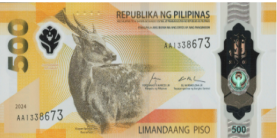 REPUBLIKA NG PILIPINAS
500
AA1338673
2024
AA1338673
500
LIMANDAANG PISO